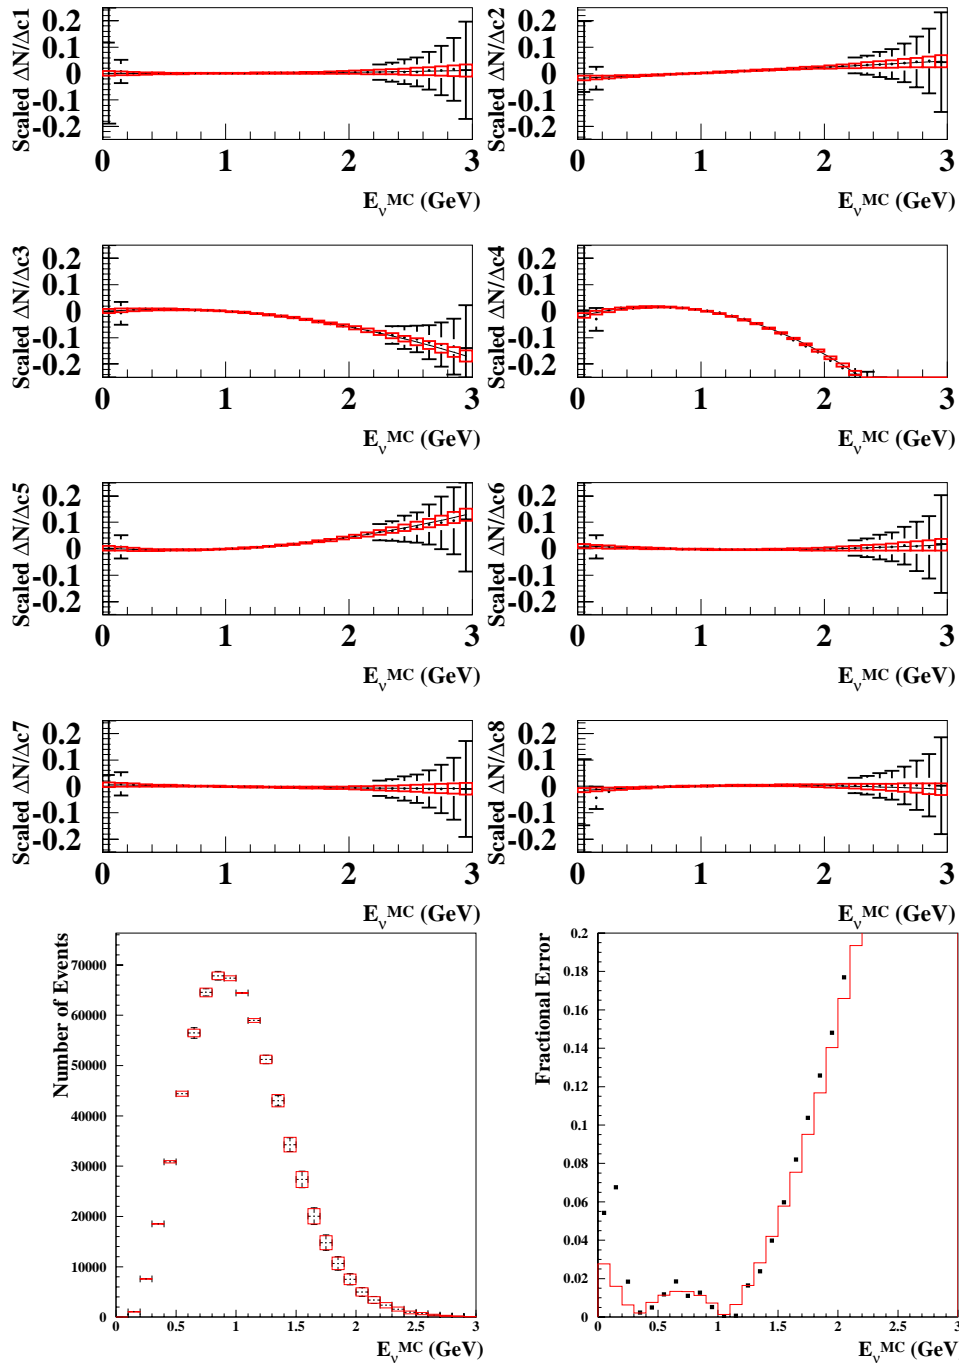 Scaled ΔN/Δc1
0.2
0.1
0
-0.1
-0.2
0 1 2 3
E_ν^MC (GeV)
Scaled ΔN/Δc2
0.2
0.1
0
-0.1
-0.2
0 1 2 3
E_ν^MC (GeV)
Scaled ΔN/Δc3
0.2
0.1
0
-0.1
-0.2
0 1 2 3
E_ν^MC (GeV)
Scaled ΔN/Δc4
0.2
0.1
0
-0.1
-0.2
0 1 2 3
E_ν^MC (GeV)
Scaled ΔN/Δc5
0.2
0.1
0
-0.1
-0.2
0 1 2 3
E_ν^MC (GeV)
Scaled ΔN/Δc6
0.2
0.1
0
-0.1
-0.2
0 1 2 3
E_ν^MC (GeV)
Scaled ΔN/Δc7
0.2
0.1
0
-0.1
-0.2
0 1 2 3
E_ν^MC (GeV)
Scaled ΔN/Δc8
0.2
0.1
0
-0.1
-0.2
0 1 2 3
E_ν^MC (GeV)
Number of Events
70000
60000
50000
40000
30000
20000
10000
0
0 0.5 1 1.5 2 2.5 3
E_ν^MC (GeV)
Fractional Error
0.2
0.18
0.16
0.14
0.12
0.1
0.08
0.06
0.04
0.02
0
0 0.5 1 1.5 2 2.5 3
E_ν^MC (GeV